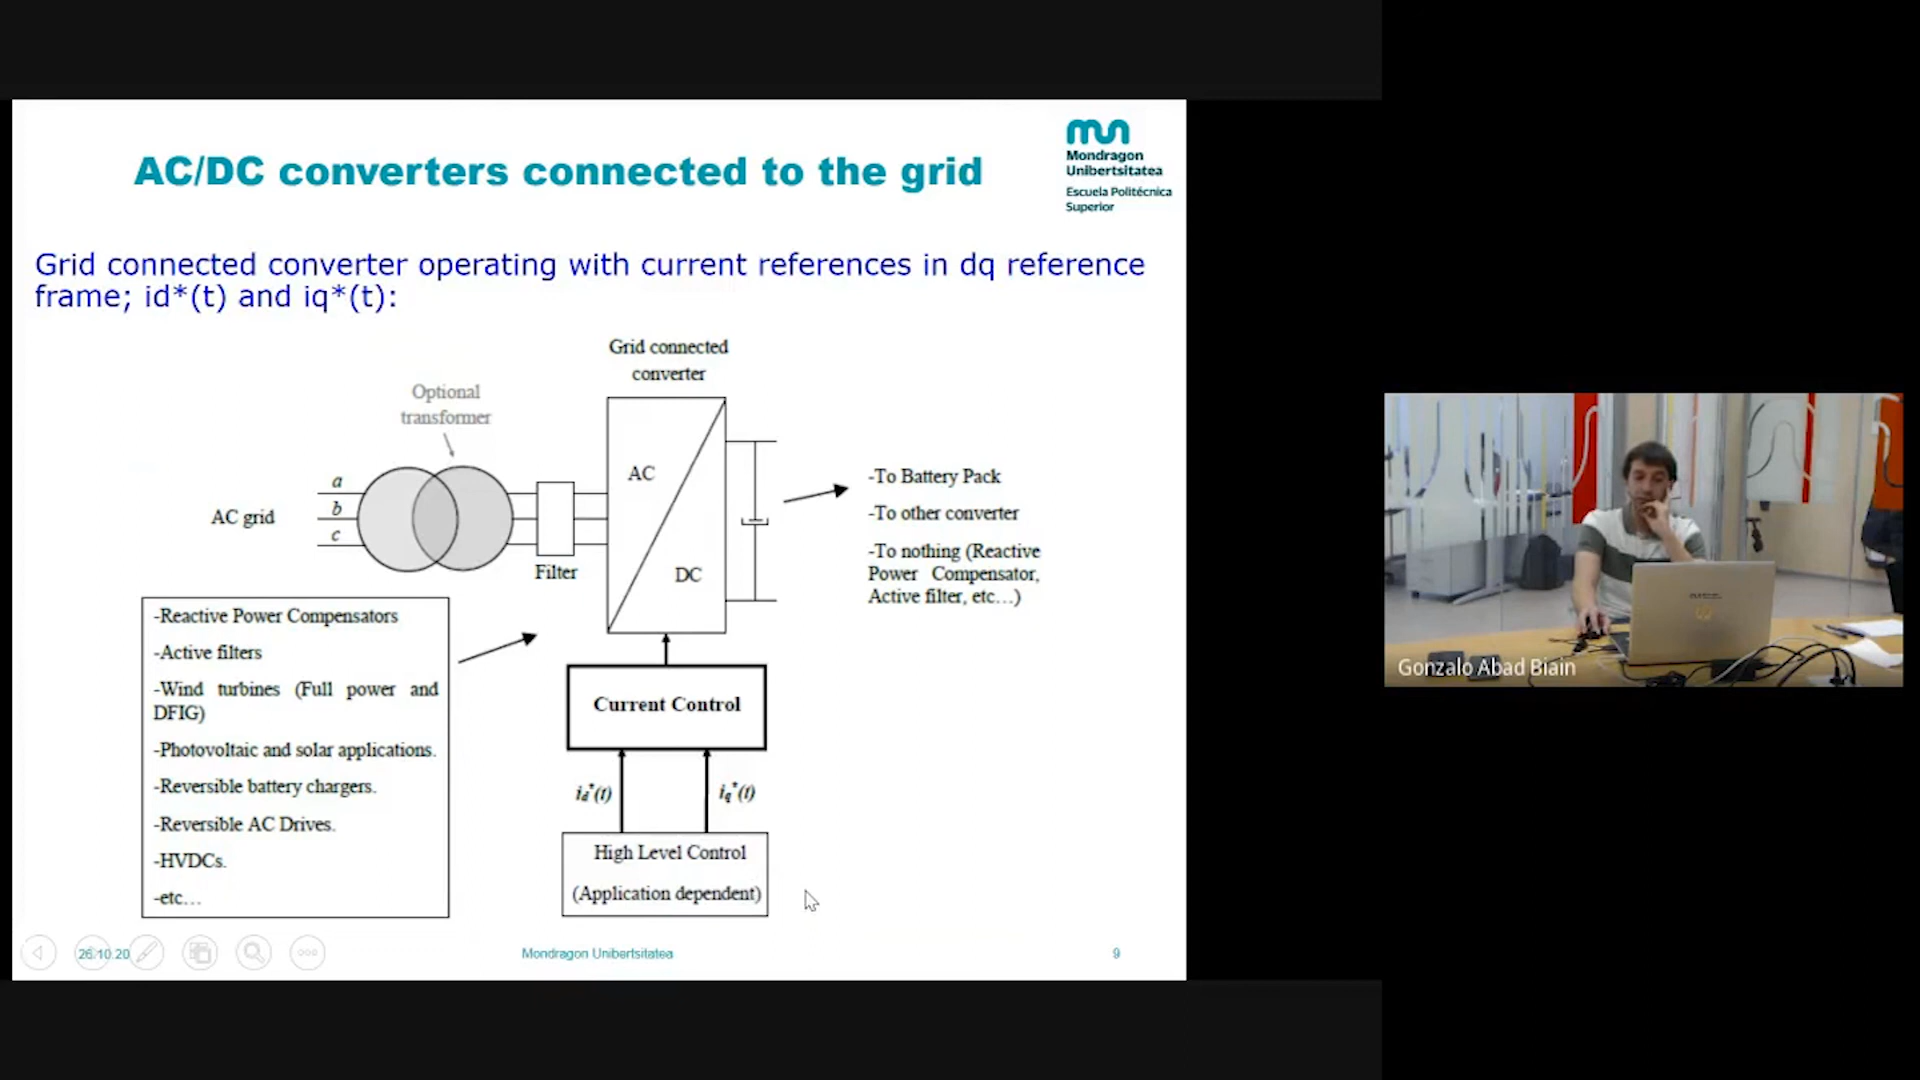 AC/DC converters connected to the grid
Mondragon
Unibertsitatea
Escuela Politécnica
Superior
Grid connected converter operating with current references in dq reference
frame; id*(t) and iq*(t):
Grid connected
converter
Optional
transformer
AC grid
a
b
c
Filter
AC
DC
-To Battery Pack
-To other converter
-To nothing (Reactive
Power Compensator,
Active filter, etc…)
-Reactive Power Compensators
-Active filters
-Wind turbines (Full power and
DFIG)
-Photovoltaic and solar applications.
-Reversible battery chargers.
-Reversible AC Drives.
-HVDCs.
-etc…
Current Control
id*(t)
iq*(t)
High Level Control
(Application dependent)
26.10.20
Mondragon Unibertsitatea
9
Gonzalo Abad Biain